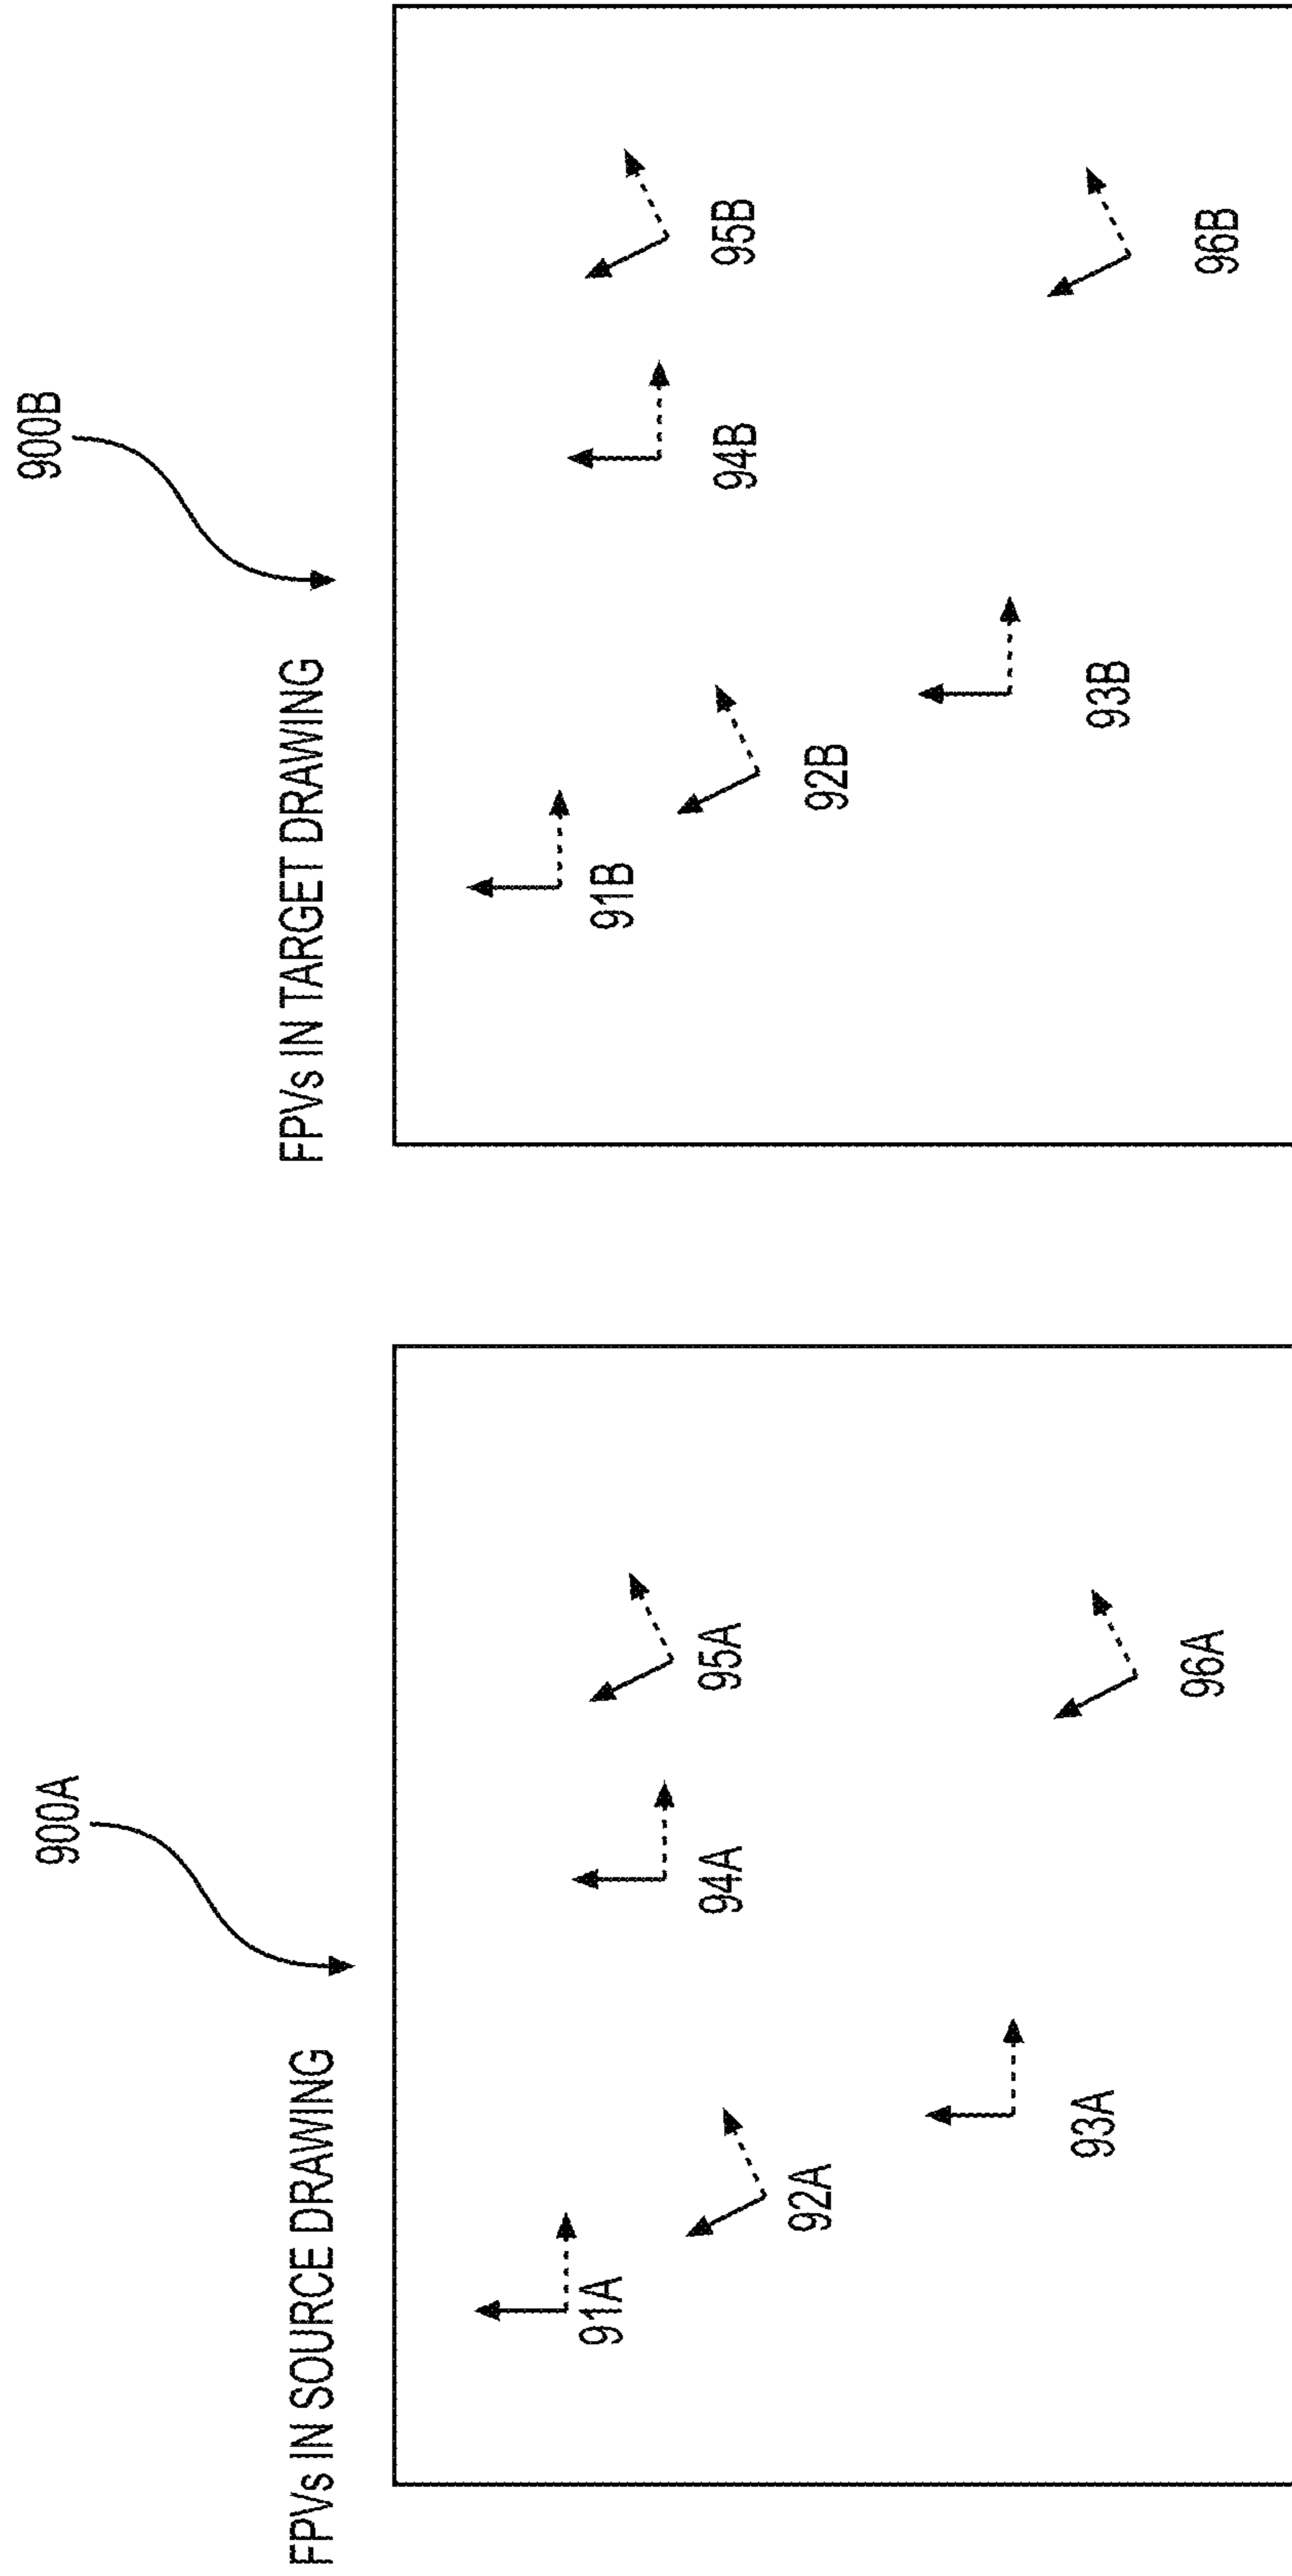 900A
FPVs IN SOURCE DRAWING
91A
92A
93A
94A
95A
96A
900B
FPVs IN TARGET DRAWING
91B
92B
93B
94B
95B
96B